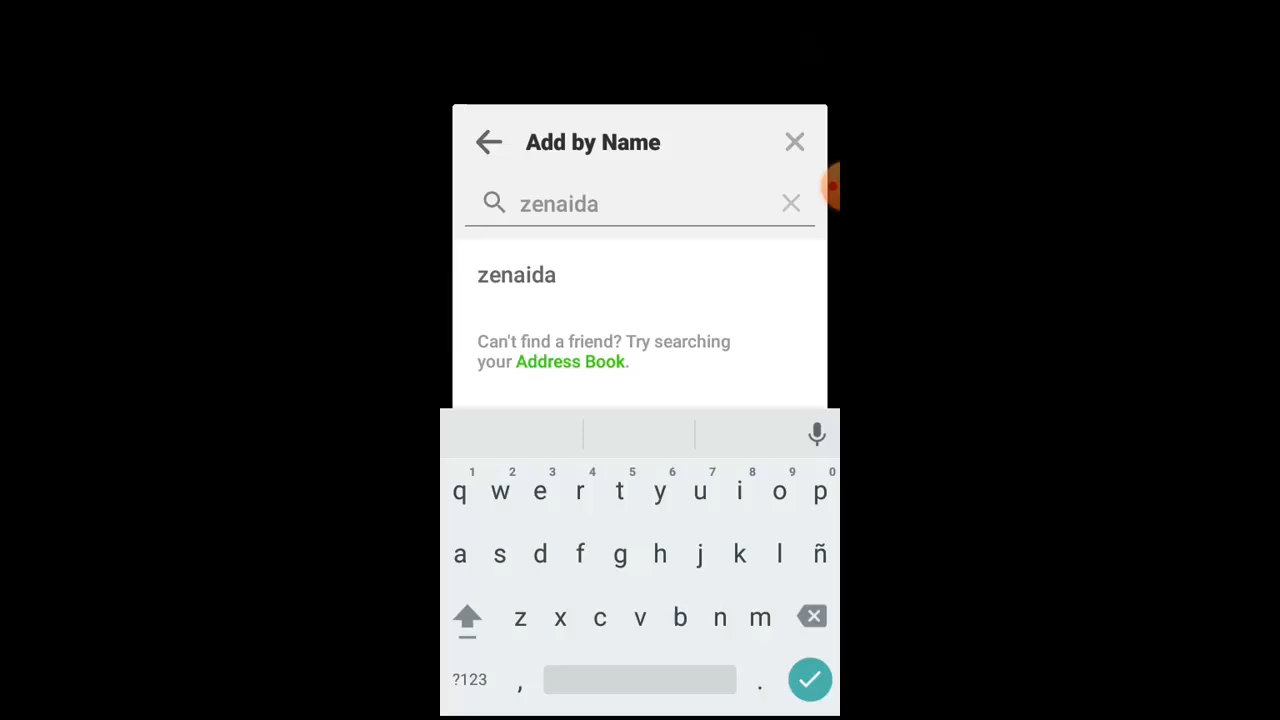 Add by Name
zenaida
zenaida
Can't find a friend? Try searching
your Address Book.
1 2 3 4 5 6 7 8 9 0
q w e r t y u i o p
a s d f g h j k l ñ
z x c v b n m
?123 , .